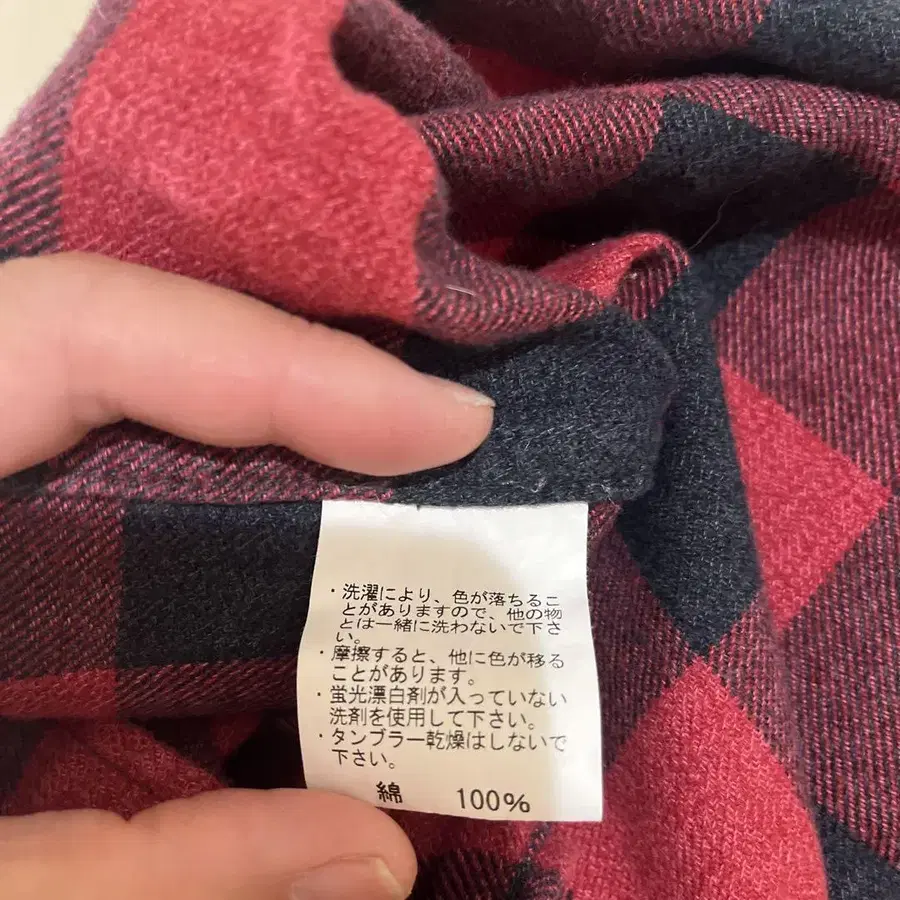 ・洗濯により、色が落ちるこ
とがありますので、他の物
とは一緒に洗わないで下さ
い。
・摩擦すると、他に色が移る
ことがあります。
・蛍光漂白剤が入っていない
洗剤を使用して下さい。
・タンブラー乾燥はしないで
下さい。
綿 100%